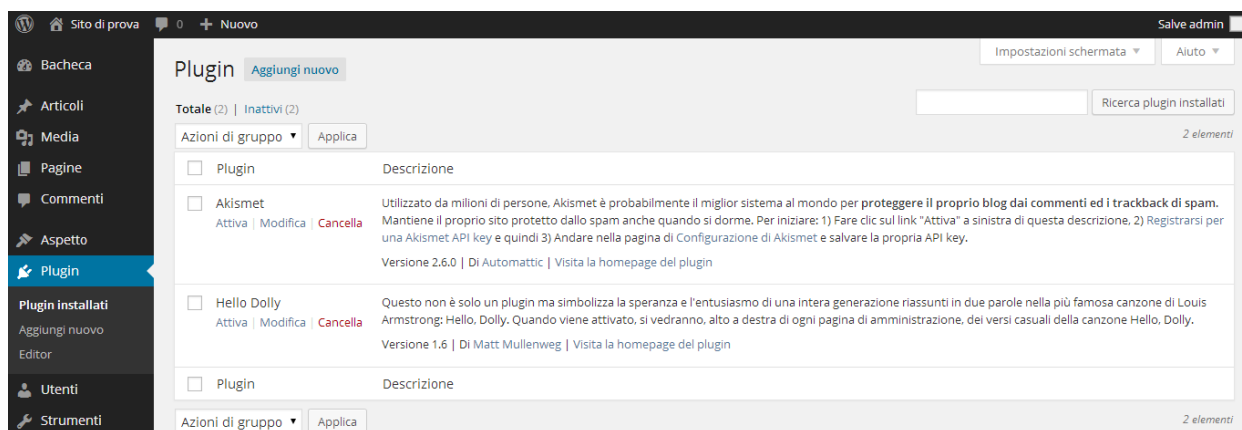 Sito di prova 0 + Nuovo Salve admin
Impostazioni schermata ▼ Aiuto ▼
Bacheca
Articoli
Media
Pagine
Commenti
Aspetto
Plugin
Plugin installati
Aggiungi nuovo
Editor
Utenti
Strumenti
Plugin Aggiungi nuovo
Totale (2) | Inattivi (2)
Ricerca plugin installati
Azioni di gruppo ▼ Applica
2 elementi
Plugin Descrizione
Akismet
Attiva | Modifica | Cancella
Utilizzato da milioni di persone, Akismet è probabilmente il miglior sistema al mondo per proteggere il proprio blog dai commenti ed i trackback di spam.
Mantiene il proprio sito protetto dallo spam anche quando si dorme. Per iniziare: 1) Fare clic sul link "Attiva" a sinistra di questa descrizione, 2) Registrarsi per
una Akismet API key e quindi 3) Andare nella pagina di Configurazione di Akismet e salvare la propria API key.
Versione 2.6.0 | Di Automattic | Visita la homepage del plugin
Hello Dolly
Attiva | Modifica | Cancella
Questo non è solo un plugin ma simbolizza la speranza e l'entusiasmo di una intera generazione riassunti in due parole nella più famosa canzone di Louis
Armstrong: Hello, Dolly. Quando viene attivato, si vedranno, alto a destra di ogni pagina di amministrazione, dei versi casuali della canzone Hello, Dolly.
Versione 1.6 | Di Matt Mullenweg | Visita la homepage del plugin
Plugin Descrizione
Azioni di gruppo ▼ Applica
2 elementi